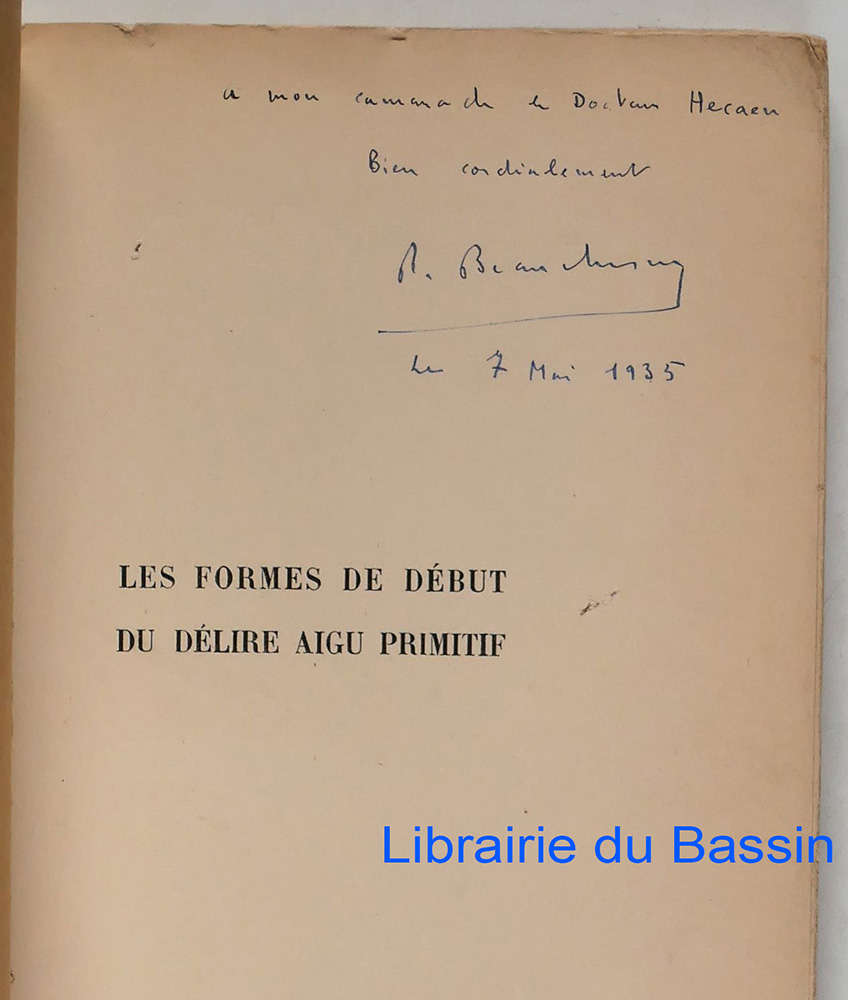 a mon camarade le Docteur Hecaen
Bien cordialement
Le 7 Mai 1935
LES FORMES DE DÉBUT
DU DÉLIRE AIGU PRIMITIF
Librairie du Bassin